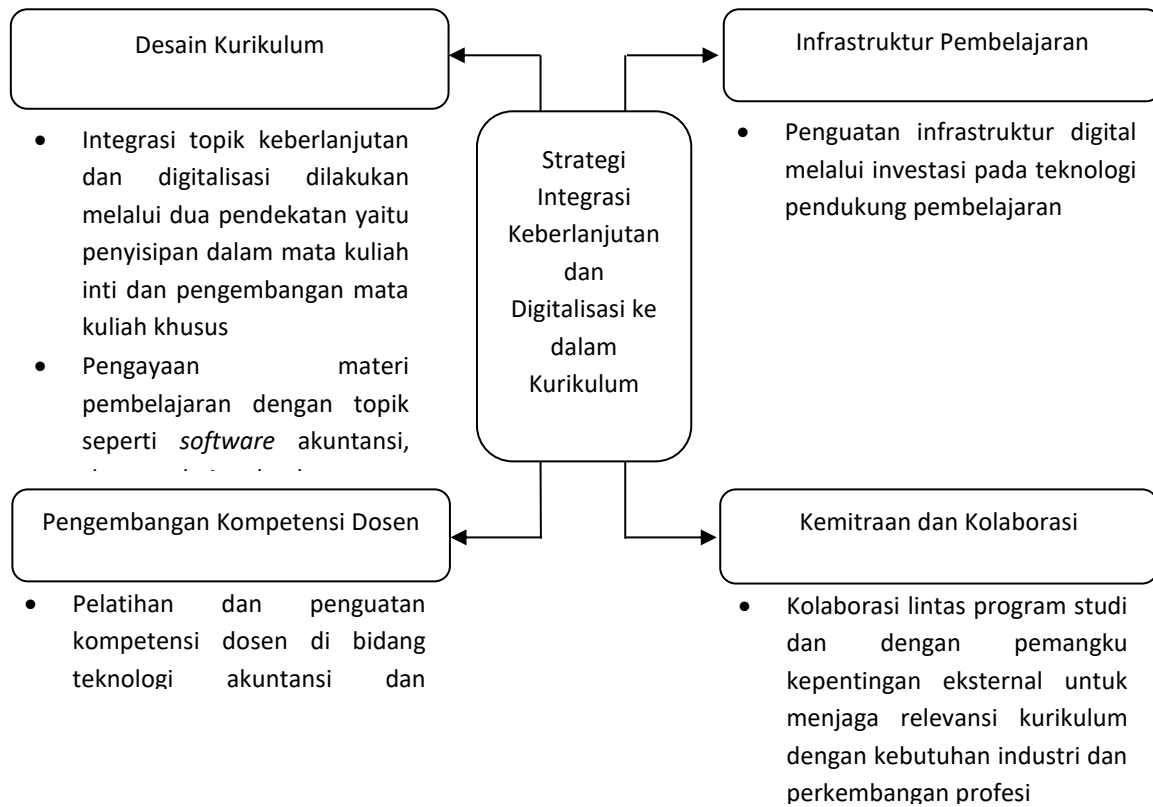 Desain Kurikulum
• Integrasi topik keberlanjutan
dan digitalisasi dilakukan
melalui dua pendekatan yaitu
penyisipan dalam mata kuliah
inti dan pengembangan mata
kuliah khusus
• Pengayaan materi
pembelajaran dengan topik
seperti software akuntansi,
Infrastruktur Pembelajaran
• Penguatan infrastruktur digital
melalui investasi pada teknologi
pendukung pembelajaran
Strategi
Integrasi
Keberlanjutan
dan
Digitalisasi ke
dalam
Kurikulum
Pengembangan Kompetensi Dosen
• Pelatihan dan penguatan
kompetensi dosen di bidang
teknologi akuntansi dan
Kemitraan dan Kolaborasi
• Kolaborasi lintas program studi
dan dengan pemangku
kepentingan eksternal untuk
menjaga relevansi kurikulum
dengan kebutuhan industri dan
perkembangan profesi